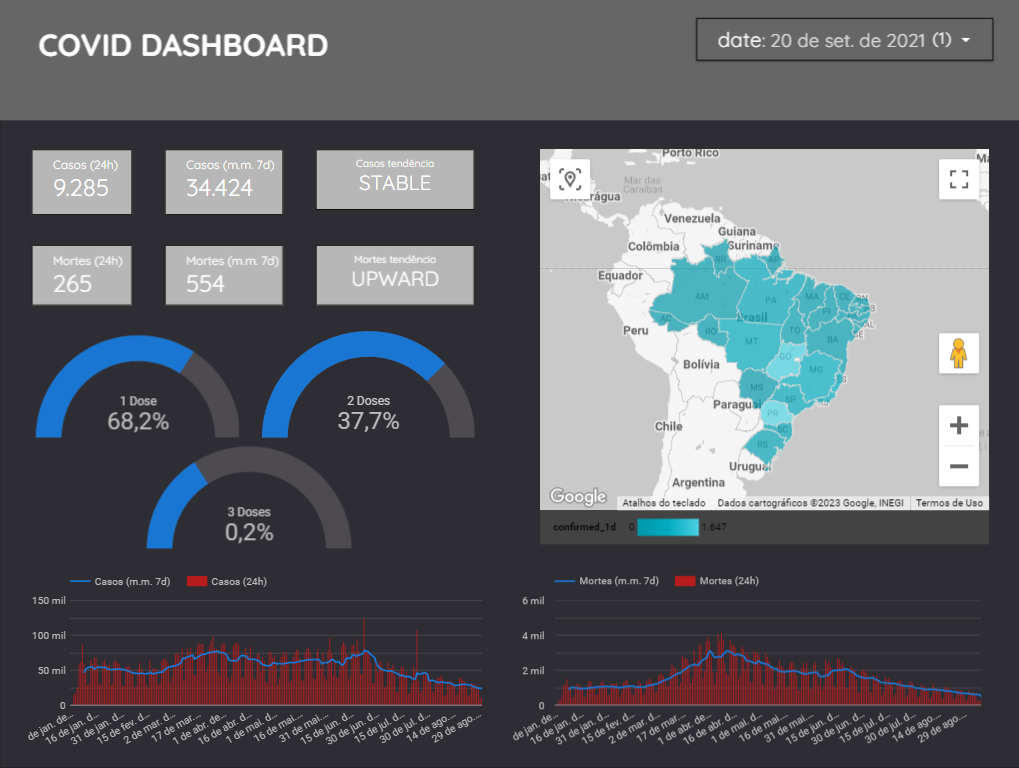 COVID DASHBOARD
date: 20 de set. de 2021 (1)
Casos (24h)
9.285
Casos (m.m. 7d)
34.424
Casos tendência
STABLE
Mortes (24h)
265
Mortes (m.m. 7d)
554
Mortes tendência
UPWARD
1 Dose
68,2%
2 Doses
37,7%
3 Doses
0,2%
Porto Rico
Mar das
Caraíbas
Venezuela
Guiana
Suriname
Colômbia
Equador
Peru
Brasil
Bolívia
Paraguai
Chile
Uruguai
Argentina
RR
AP
AM
PA
MA
CE
PI
AC
RO
TO
BA
MT
GO
MG
MS
SP
PR
SC
RS
Google
Atalhos do teclado
Dados cartográficos ©2023 Google, INEGI
Termos de Uso
confirmed_1d
0
1.647
Casos (m.m. 7d)
Casos (24h)
150 mil
100 mil
50 mil
0
de jan. de...
16 de jan. d...
31 de jan. d...
15 de fev. d...
2 de mar. d...
17 de mar....
1 de abr. d...
16 de abr. d...
1 de mai. d...
16 de mai....
31 de mai....
15 de jun. d...
30 de jun. d...
15 de jul. d...
30 de jul. d...
14 de ago....
29 de ago....
Mortes (m.m. 7d)
Mortes (24h)
6 mil
4 mil
2 mil
0
de jan. de...
16 de jan. d...
31 de jan. d...
15 de fev. d...
2 de mar. d...
17 de mar....
1 de abr. de...
16 de abr. d...
1 de mai. d...
16 de mai. d...
31 de mai....
15 de jun. d...
30 de jun. d...
15 de jul. d...
30 de jul. d...
14 de ago....
29 de ago....